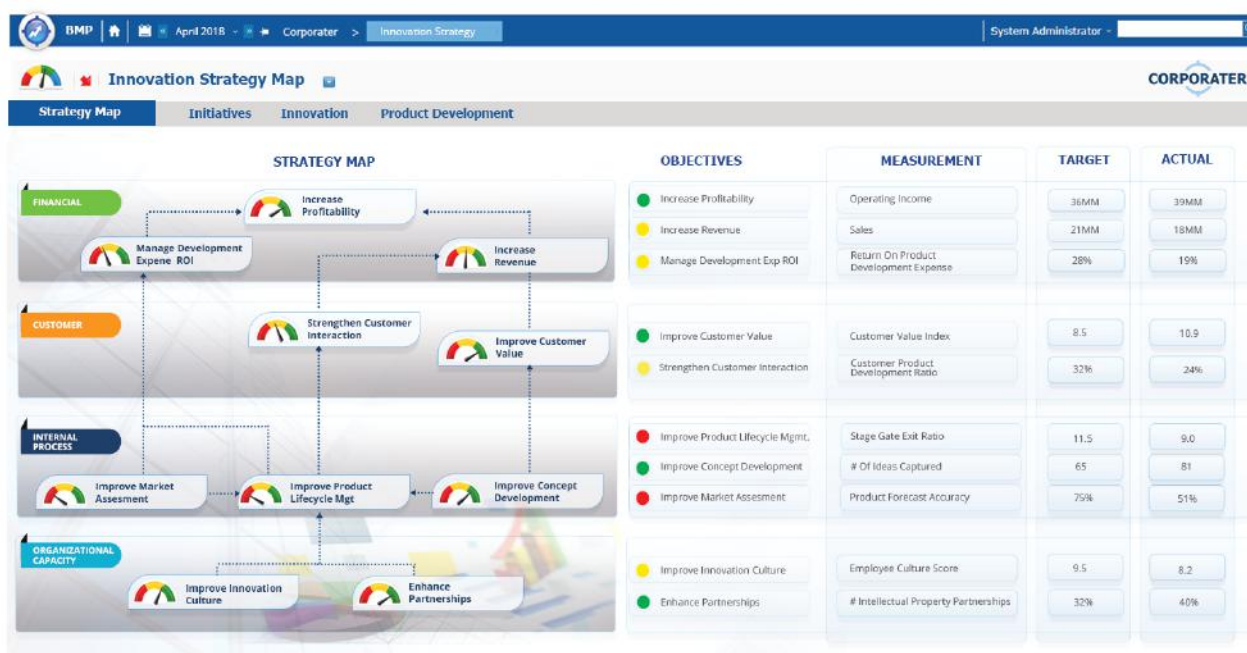 BMP
April 2018
Corporater > Innovation Strategy
System Administrator
Innovation Strategy Map
CORPORATER
Strategy Map
Initiatives
Innovation
Product Development
STRATEGY MAP
OBJECTIVES
MEASUREMENT
TARGET
ACTUAL
FINANCIAL
Increase
Profitability
Manage Development
Expene ROI
Increase
Revenue
Increase Profitability
Operating Income
36MM
39MM
Increase Revenue
Sales
21MM
18MM
Manage Development Exp ROI
Return On Product
Development Expense
28%
19%
CUSTOMER
Strengthen Customer
Interaction
Improve Customer
Value
Improve Customer Value
Customer Value Index
8.5
10.9
Strengthen Customer Interaction
Customer Product
Development Ratio
32%
24%
INTERNAL
PROCESS
Improve Market
Assesment
Improve Product
Lifecycle Mgt
Improve Concept
Development
Improve Product Lifecycle Mgmt.
Stage Gate Exit Ratio
11.5
9.0
Improve Concept Development
# Of Ideas Captured
65
81
Improve Market Assesment
Product Forecast Accuracy
75%
51%
ORGANIZATIONAL
CAPACITY
Improve Innovation
Culture
Enhance
Partnerships
Improve Innovation Culture
Employee Culture Score
9.5
8.2
Enhance Partnerships
# Intellectual Property Partnerships
32%
40%